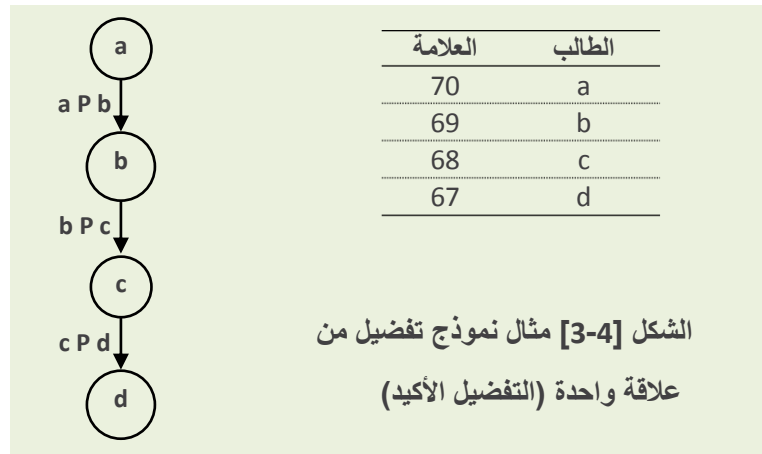 a
a P b
b
b P c
c
c P d
d
الطالب العلامة
a 70
b 69
c 68
d 67
الشكل [3-4] مثال نموذج تفضيل من
علاقة واحدة (التفضيل الأكيد)